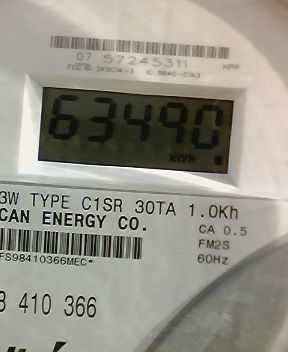 07 57245311
63490
kWh
3W TYPE C1SR 30TA 1.0Kh
CAN ENERGY CO.
CA 0.5
FM2S
60Hz
FS98410366MEC*
8 410 366